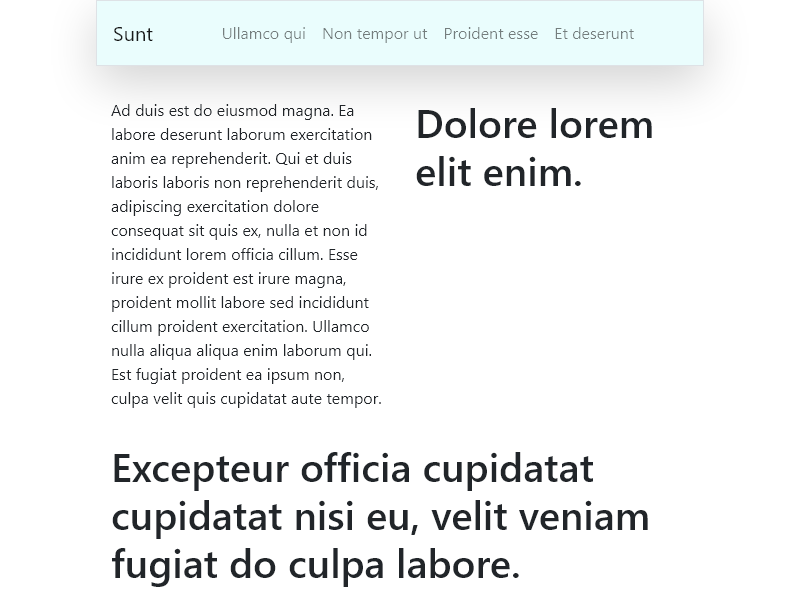 Sunt
Ullamco qui
Non tempor ut
Proident esse
Et deserunt
Ad duis est do eiusmod magna. Ea
labore deserunt laborum exercitation
anim ea reprehenderit. Qui et duis
laboris laboris non reprehenderit duis,
adipiscing exercitation dolore
consequat sit quis ex, nulla et non id
incididunt lorem officia cillum. Esse
irure ex proident est irure magna,
proident mollit labore sed incididunt
cillum proident exercitation. Ullamco
nulla aliqua aliqua enim laborum qui.
Est fugiat proident ea ipsum non,
culpa velit quis cupidatat aute tempor.
Dolore lorem
elit enim.
Excepteur officia cupidatat
cupidatat nisi eu, velit veniam
fugiat do culpa labore.